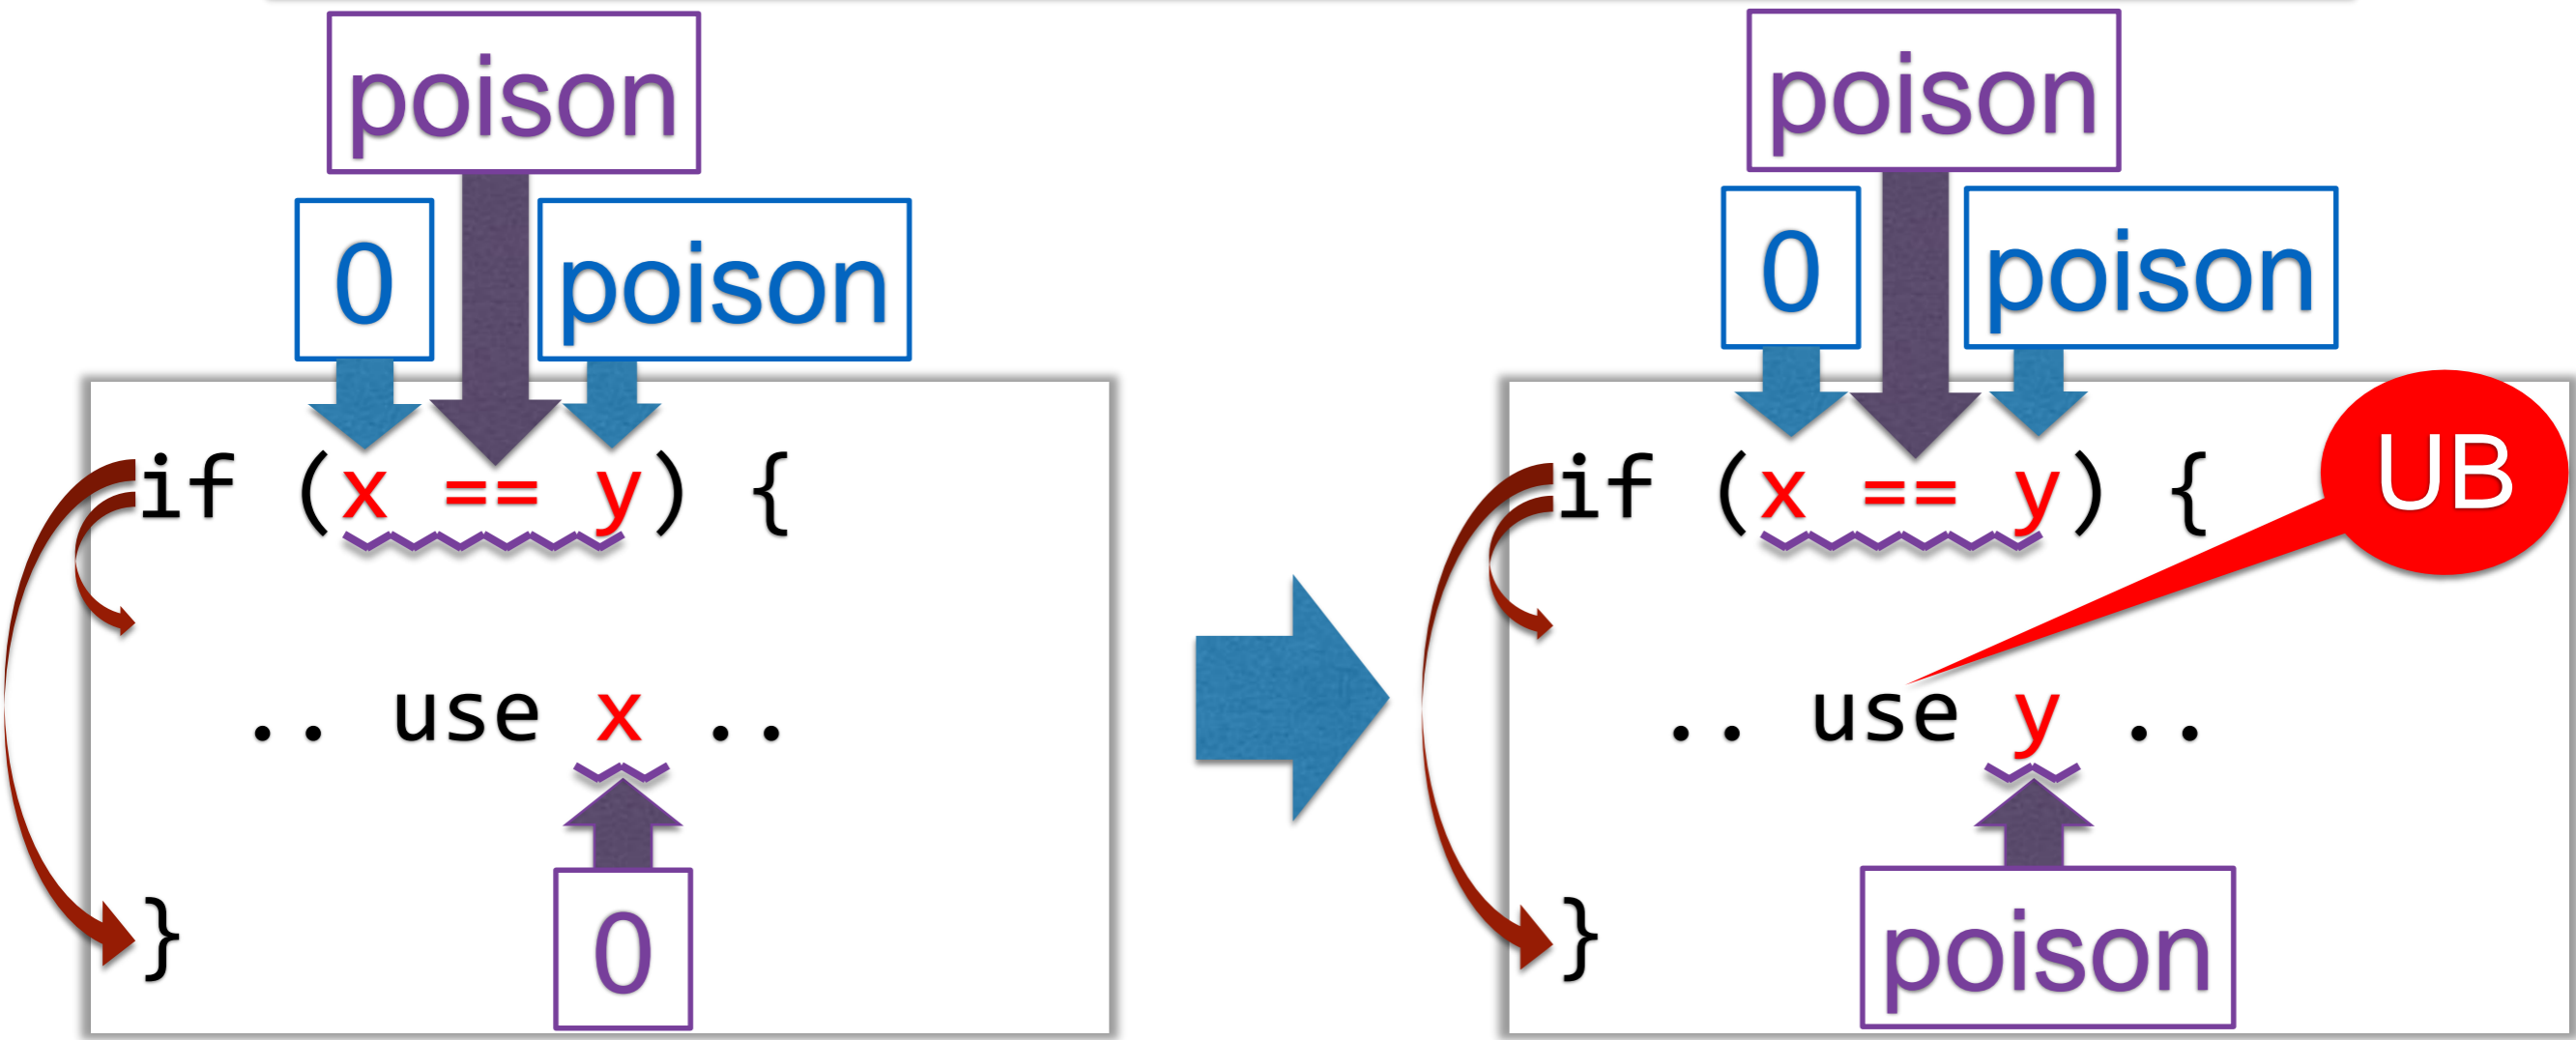 poison
0 poison
if (x == y) {
.. use x ..
}
0
poison
0 poison
UB
if (x == y) {
.. use y ..
}
poison